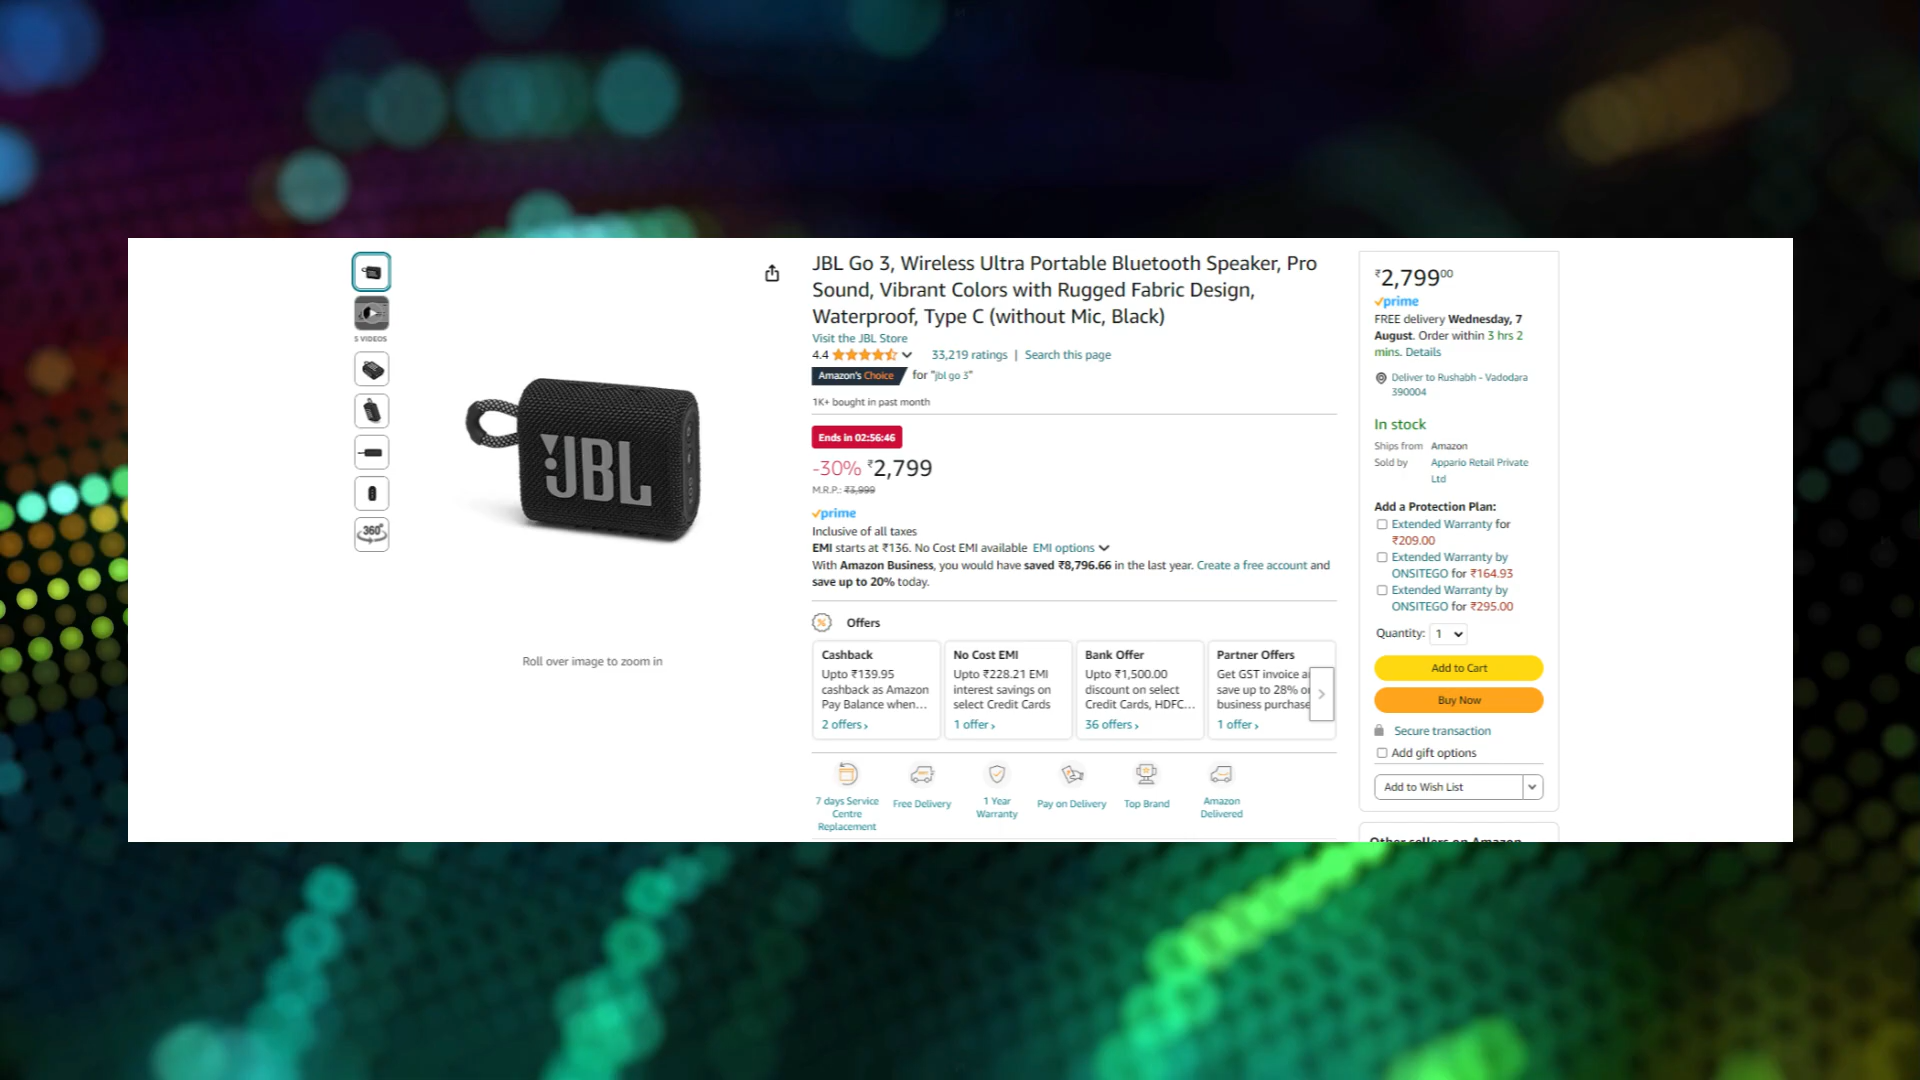 5 VIDEOS
360°
JBL
Roll over image to zoom in
JBL Go 3, Wireless Ultra Portable Bluetooth Speaker, Pro
Sound, Vibrant Colors with Rugged Fabric Design,
Waterproof, Type C (without Mic, Black)
Visit the JBL Store
4.4 33,219 ratings | Search this page
Amazon's Choice for "jbl go 3"
1K+ bought in past month
Ends in 02:56:46
-30% ₹2,799
M.R.P.: ₹3,999
prime
Inclusive of all taxes
EMI starts at ₹136. No Cost EMI available EMI options
With Amazon Business, you would have saved ₹8,796.66 in the last year. Create a free account and
save up to 20% today.
Offers
Cashback
Upto ₹139.95
cashback as Amazon
Pay Balance when...
2 offers›
No Cost EMI
Upto ₹228.21 EMI
interest savings on
select Credit Cards
1 offer›
Bank Offer
Upto ₹1,500.00
discount on select
Credit Cards, HDFC...
36 offers›
Partner Offers
Get GST invoice a
save up to 28% o
business purchase
1 offer›
7 days Service
Centre
Replacement
Free Delivery
1 Year
Warranty
Pay on Delivery
Top Brand
Amazon
Delivered
₹2,79900
prime
FREE delivery Wednesday, 7
August. Order within 3 hrs 2
mins. Details
Deliver to Rushabh - Vadodara
390004
In stock
Ships from Amazon
Sold by Appario Retail Private
Ltd
Add a Protection Plan:
Extended Warranty for
₹209.00
Extended Warranty by
ONSITEGO for ₹164.93
Extended Warranty by
ONSITEGO for ₹295.00
Quantity: 1
Add to Cart
Buy Now
Secure transaction
Add gift options
Add to Wish List
Other sellers on Amazon